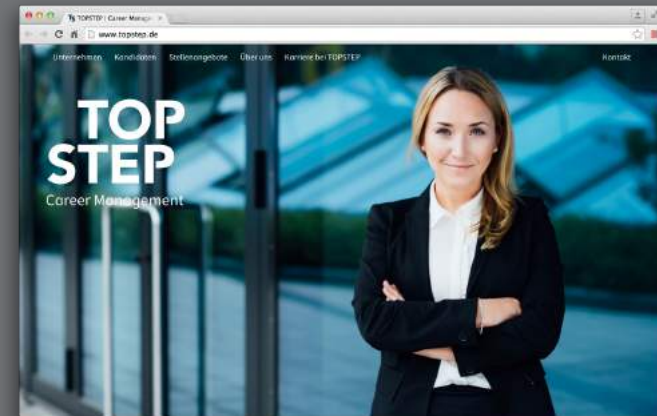 TOPSTEP | Career Manage
www.topstep.de
Unternehmen Kandidaten Stellenangebote Über uns Karriere bei TOPSTEP Kontakt
TOP
STEP
Career Management